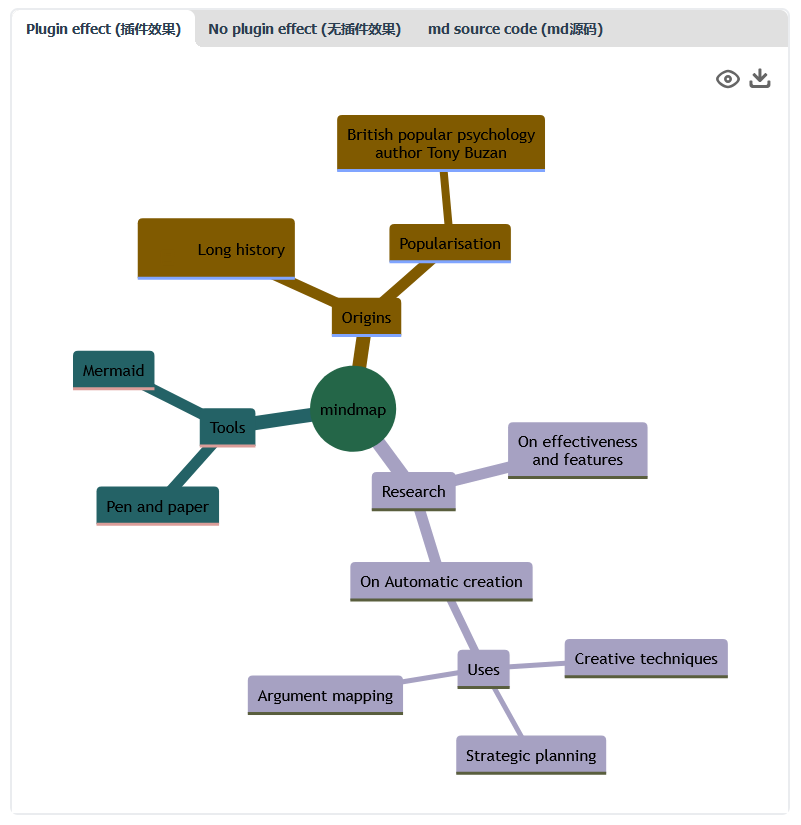 Plugin effect (插件效果) No plugin effect (无插件效果) md source code (md源码)
British popular psychology
author Tony Buzan
Long history
Popularisation
Origins
Mermaid
mindmap
Tools
On effectiveness
and features
Research
Pen and paper
On Automatic creation
Uses
Creative techniques
Argument mapping
Strategic planning